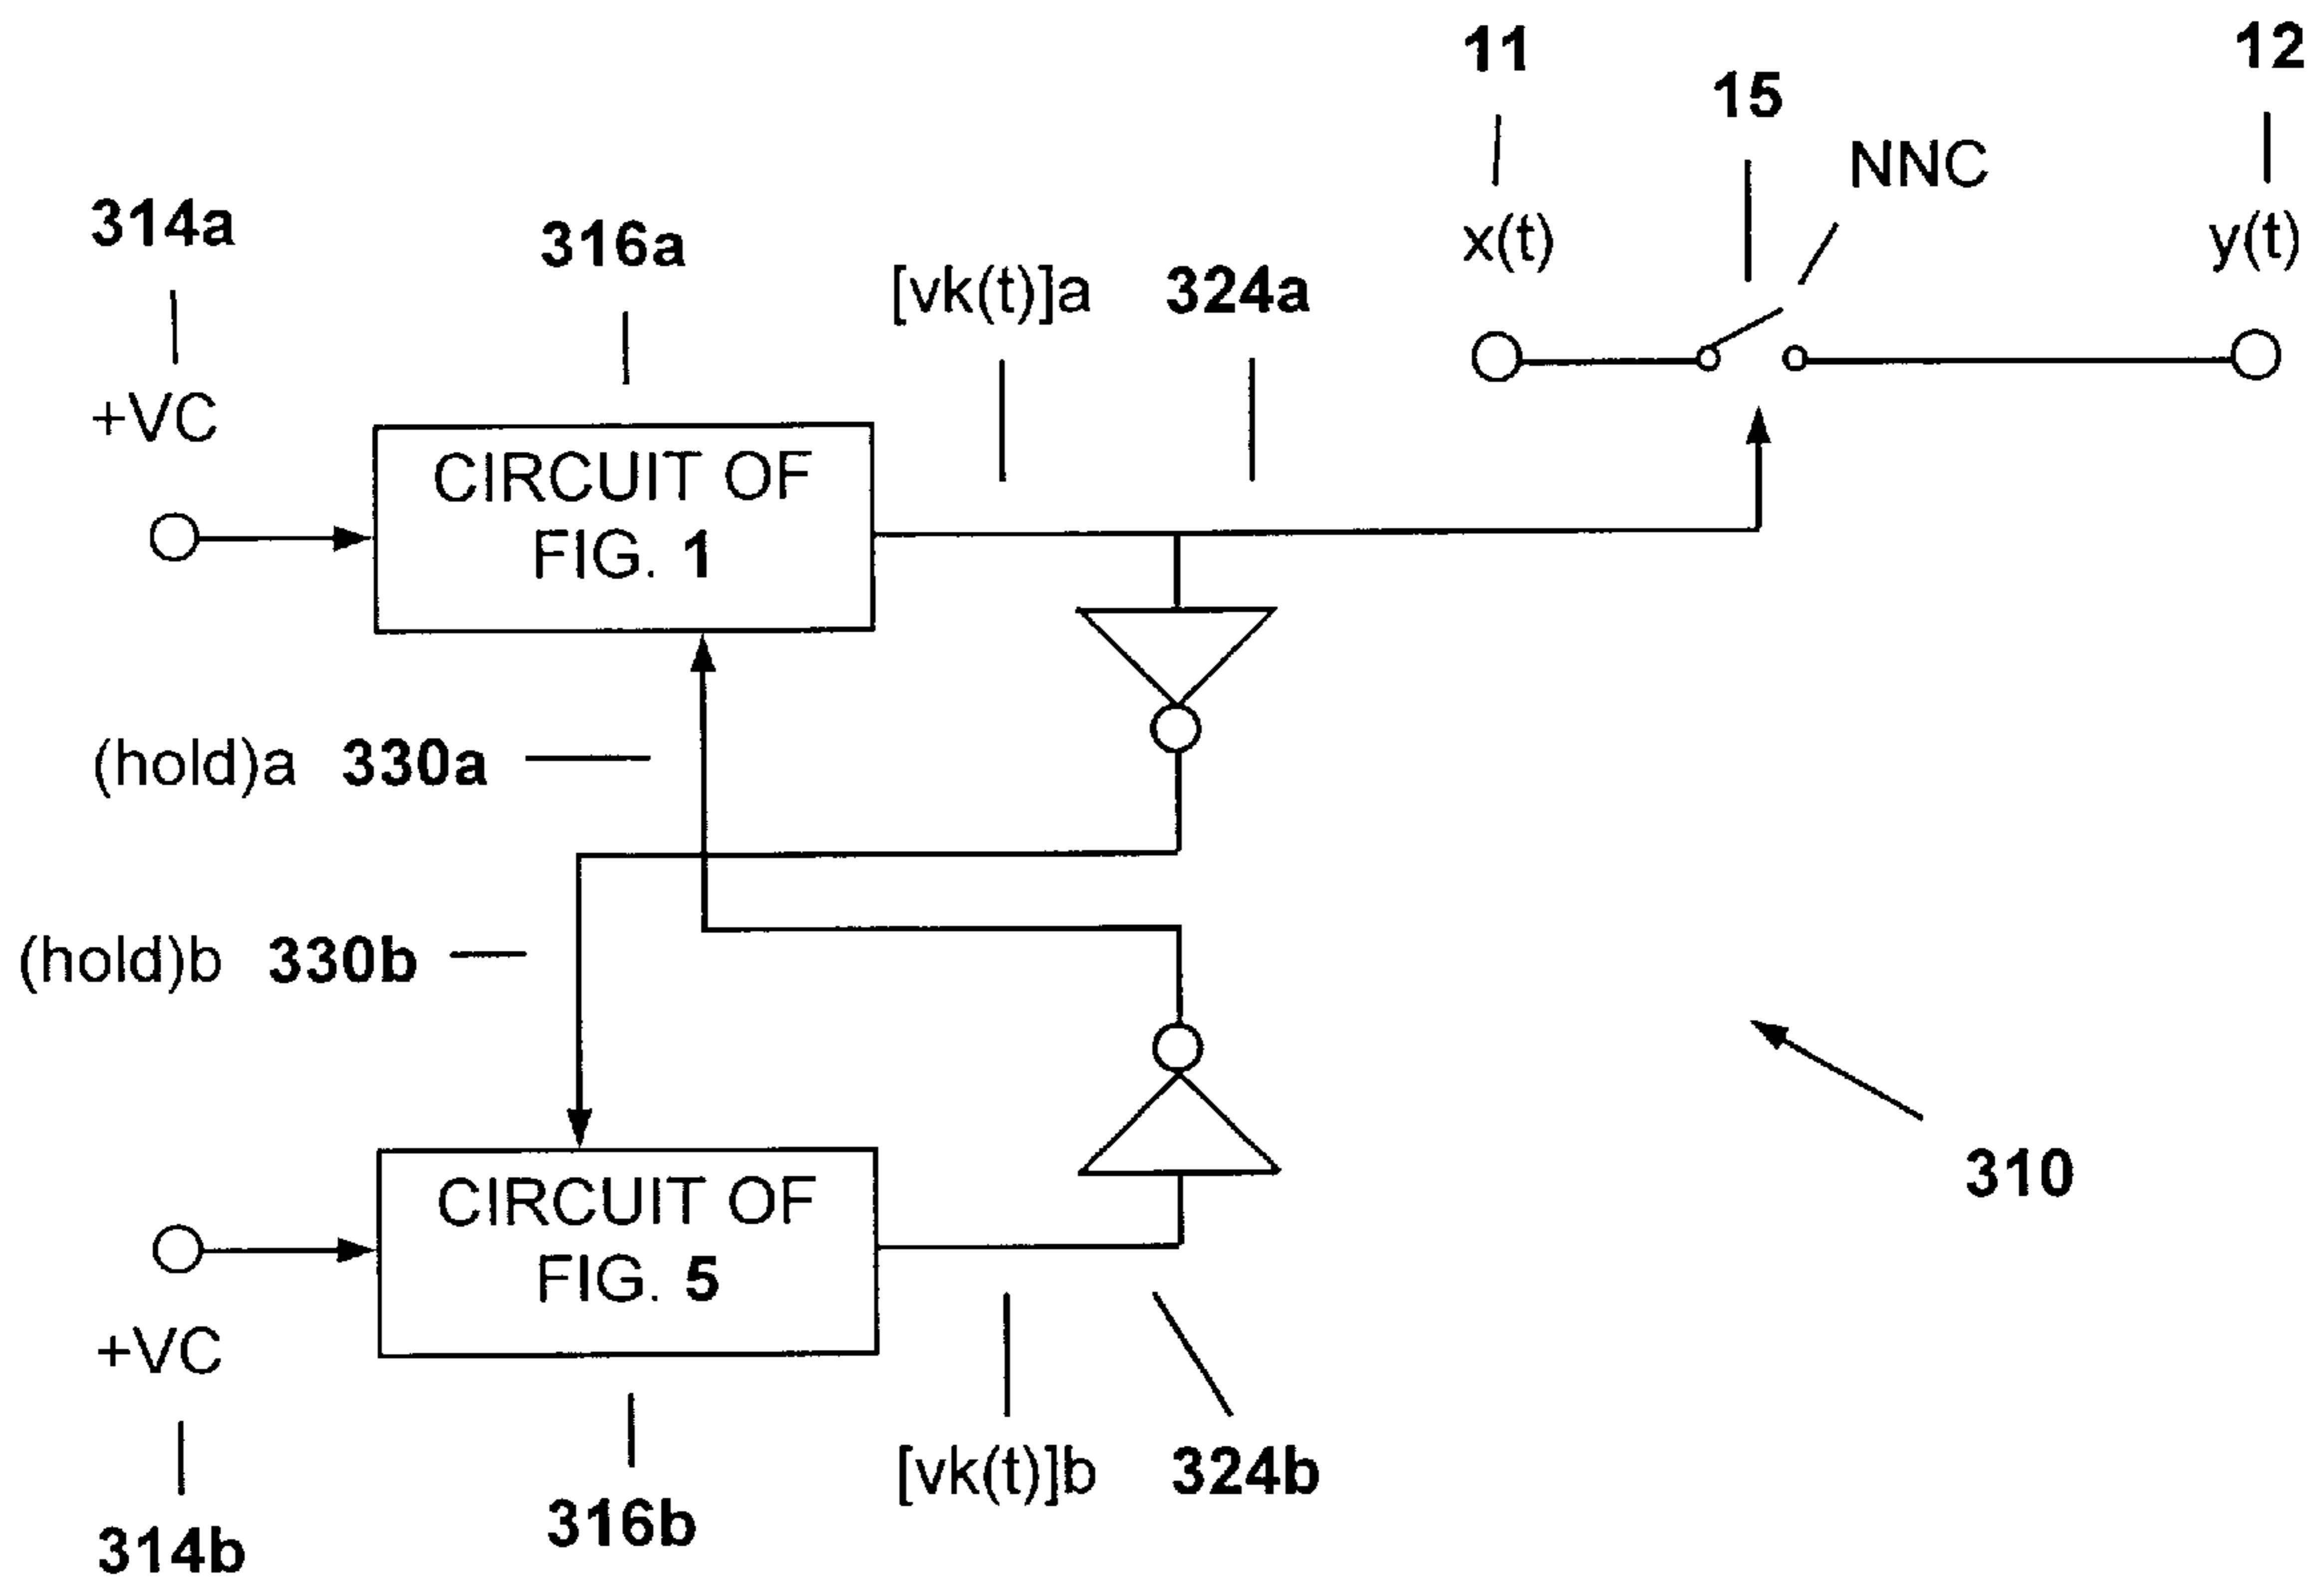 11
12
15
NNC
314a
316a
[vk(t)]a 324a
x(t)
y(t)
+VC
CIRCUIT OF
FIG. 1
(hold)a 330a
(hold)b 330b
310
CIRCUIT OF
FIG. 5
+VC
[vk(t)]b 324b
316b
314b